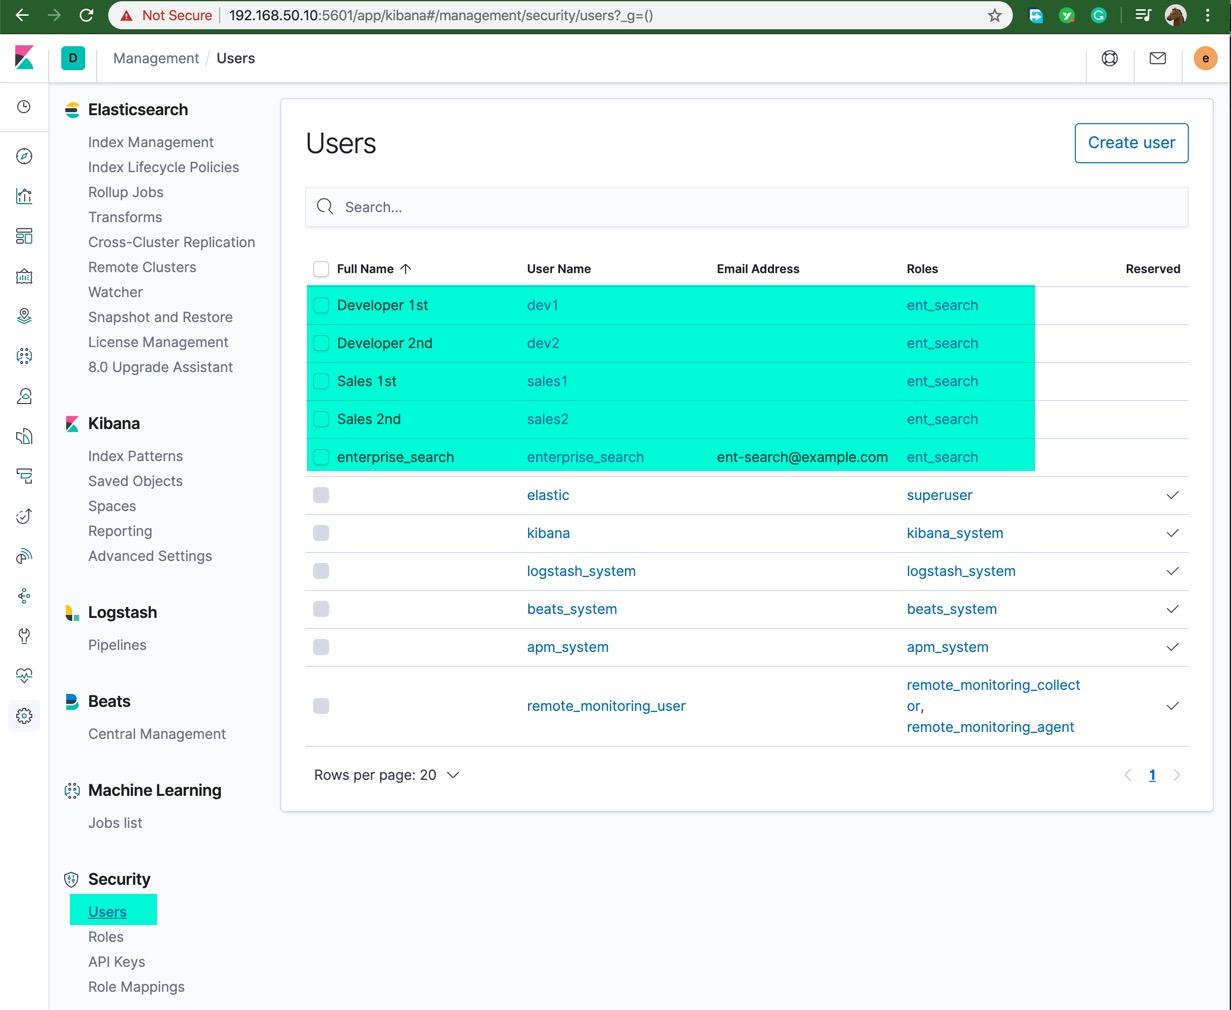 Not Secure
192.168.50.10:5601/app/kibana#/management/security/users?_g=()
D
Management / Users
e
Elasticsearch
Index Management
Index Lifecycle Policies
Rollup Jobs
Transforms
Cross-Cluster Replication
Remote Clusters
Watcher
Snapshot and Restore
License Management
8.0 Upgrade Assistant
Kibana
Index Patterns
Saved Objects
Spaces
Reporting
Advanced Settings
Logstash
Pipelines
Beats
Central Management
Machine Learning
Jobs list
Security
Users
Roles
API Keys
Role Mappings
Users
Create user
Search...
Full Name User Name Email Address Roles Reserved
Developer 1st dev1 ent_search
Developer 2nd dev2 ent_search
Sales 1st sales1 ent_search
Sales 2nd sales2 ent_search
enterprise_search enterprise_search ent-search@example.com ent_search
elastic superuser
kibana kibana_system
logstash_system logstash_system
beats_system beats_system
apm_system apm_system
remote_monitoring_user remote_monitoring_collect
or,
remote_monitoring_agent
Rows per page: 20
1